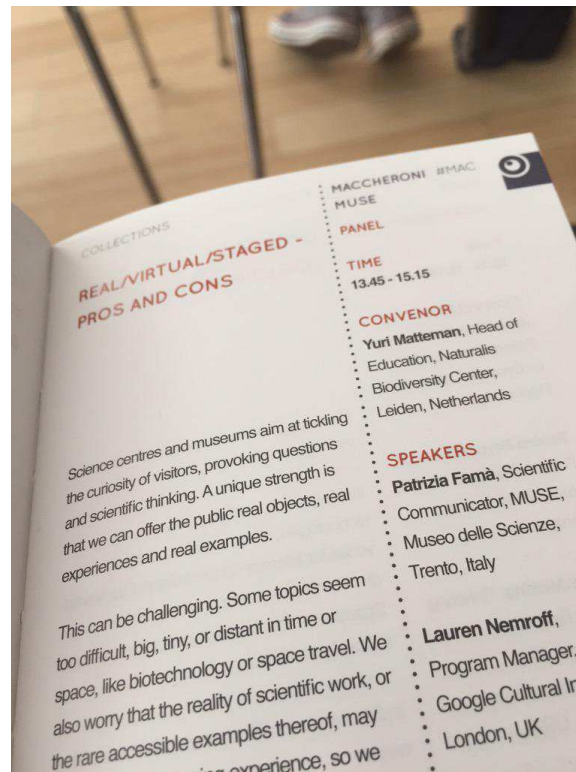 COLLECTIONS
REAL/VIRTUAL/STAGED -
PROS AND CONS
Science centres and museums aim at tickling
the curiosity of visitors, provoking questions
and scientific thinking. A unique strength is
that we can offer the public real objects, real
experiences and real examples.
This can be challenging. Some topics seem
too difficult, big, tiny, or distant in time or
space, like biotechnology or space travel. We
also worry that the reality of scientific work, or
the rare accessible examples thereof, may
experience, so we
MACCHERONI #MAC
MUSE
PANEL
TIME
13.45 - 15.15
CONVENOR
Yuri Matteman, Head of
Education, Naturalis
Biodiversity Center,
Leiden, Netherlands
SPEAKERS
Patrizia Famà, Scientific
Communicator, MUSE,
Museo delle Scienze,
Trento, Italy
Lauren Nemroff,
Program Manager,
Google Cultural In
London, UK